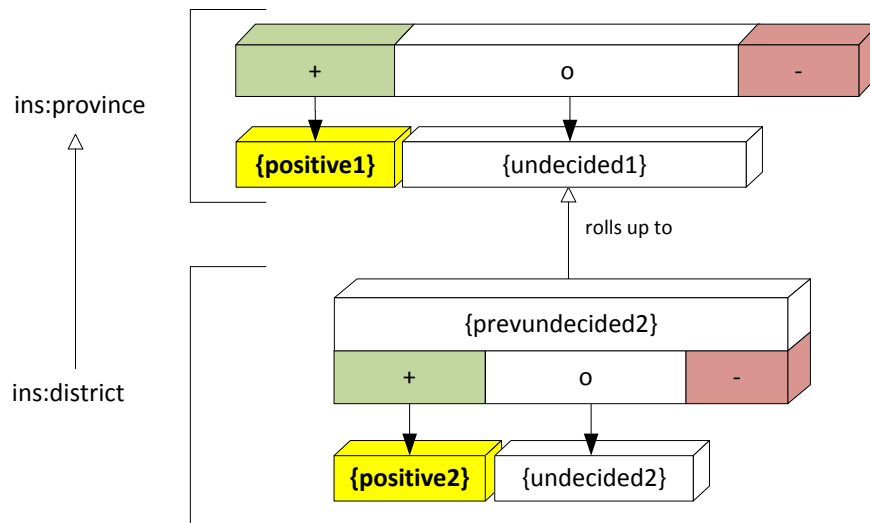 +
o
-
ins:province
{positive1}
{undecided1}
rolls up to
{prevundecided2}
+
o
-
ins:district
{positive2}
{undecided2}